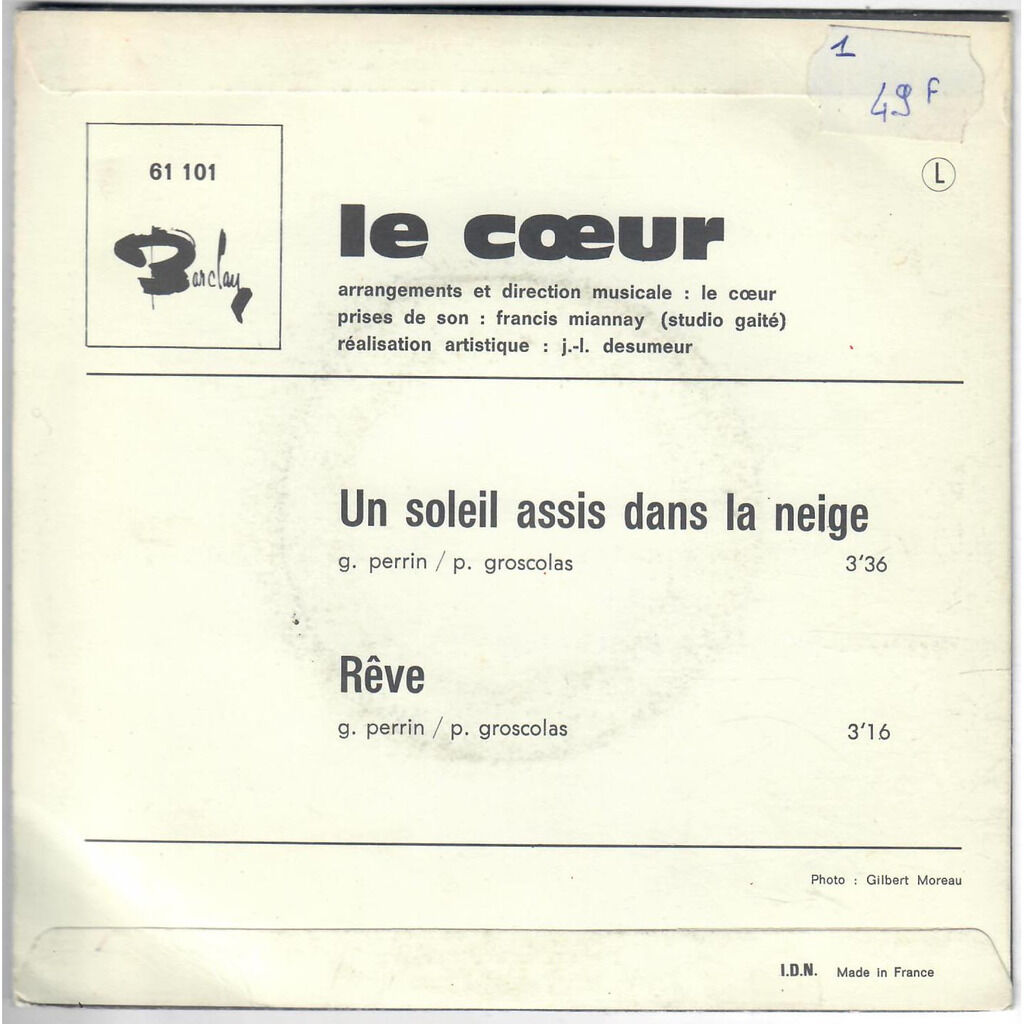 1
49 F
61 101
Barclay
L
le cœur
arrangements et direction musicale : le cœur
prises de son : francis miannay (studio gaité)
réalisation artistique : j.-l. desumeur
Un soleil assis dans la neige
g. perrin / p. groscolas 3'36
Rêve
g. perrin / p. groscolas 3'16
Photo : Gilbert Moreau
I.D.N. Made in France